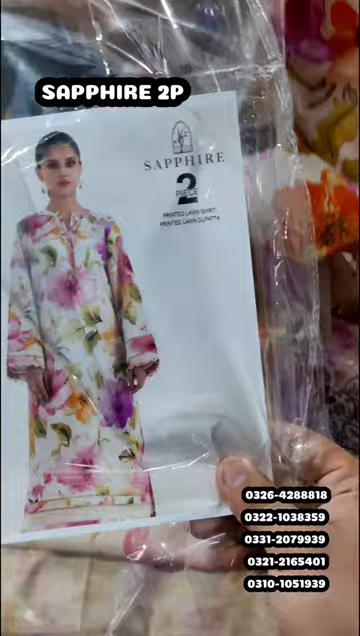 SAPPHIRE 2P
SAPPHIRE
2
PIECE
PRINTED LAWN SHIRT
PRINTED LAWN DUPATTA
0326-4288818
0322-1038359
0331-2079939
0321-2165401
0310-1051939